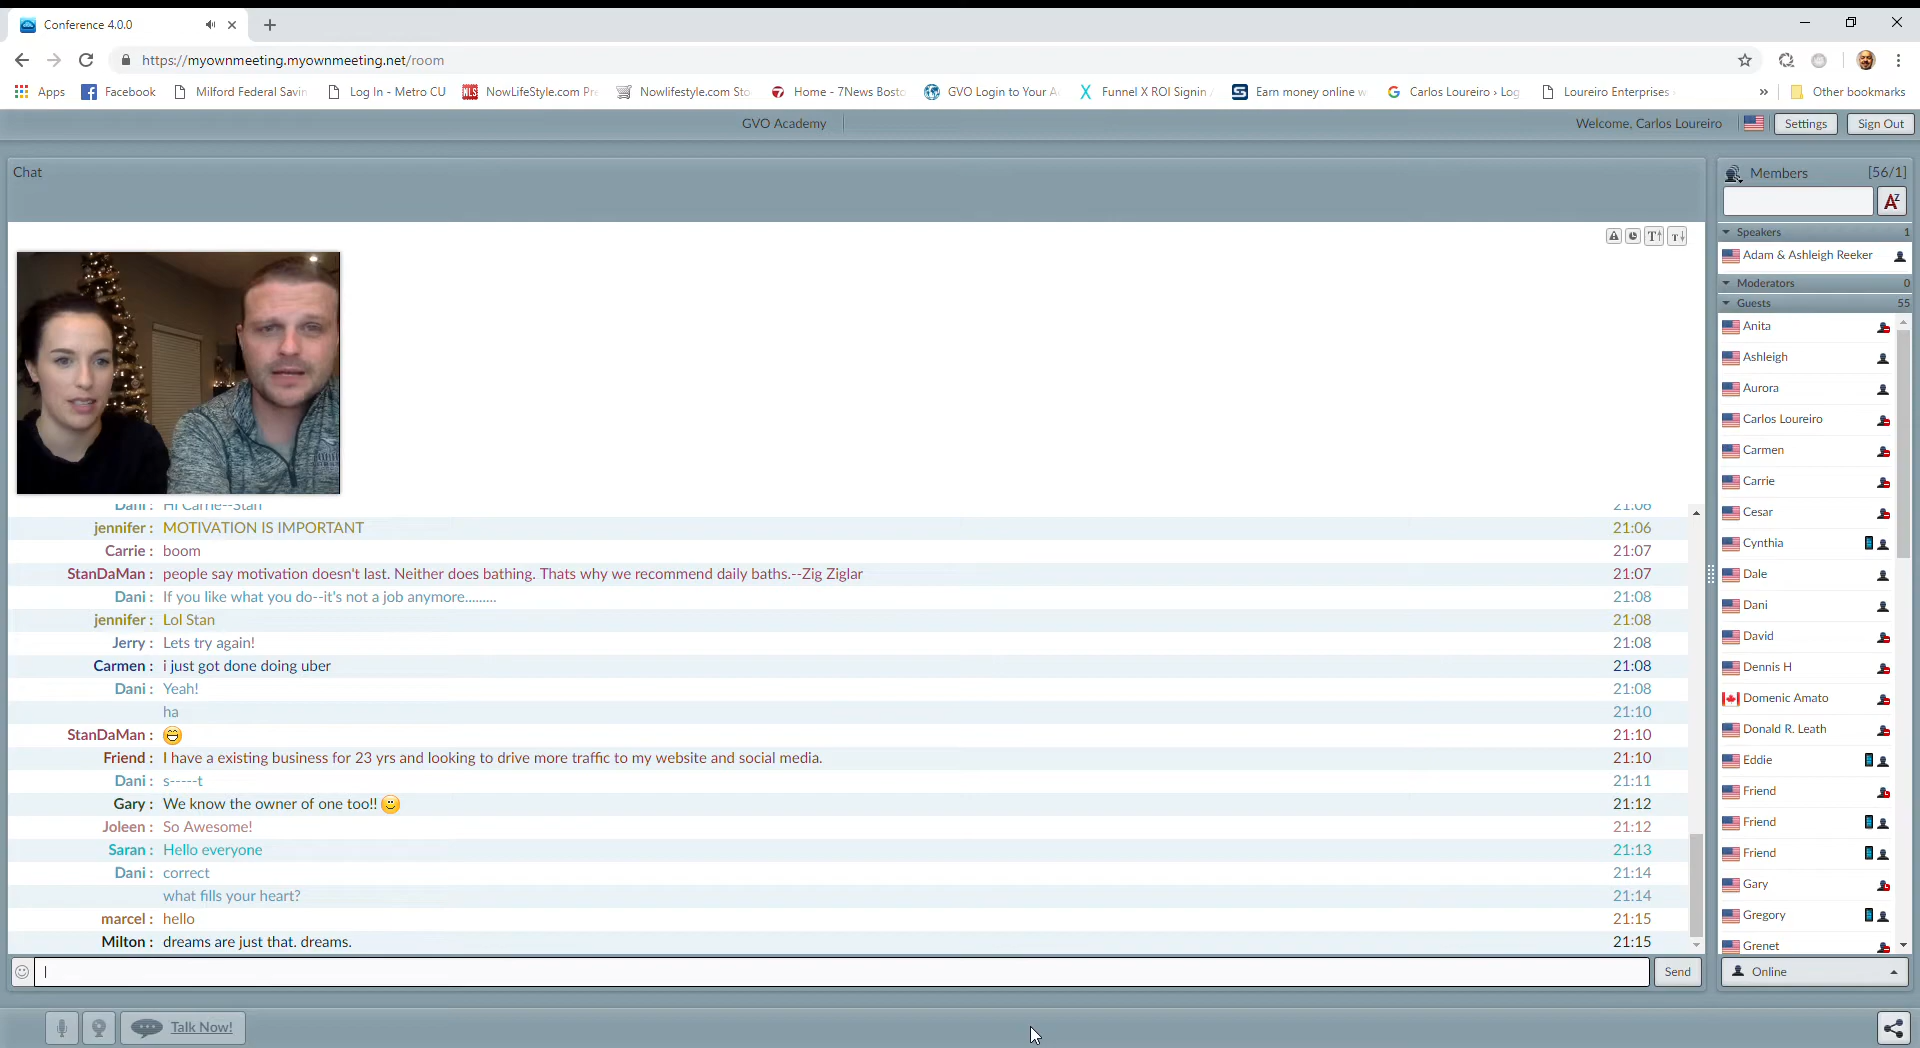 Conference 4.0.0
https://myownmeeting.myownmeeting.net/room
Apps Facebook Milford Federal Savin Log In - Metro CU NowLifeStyle.com Pr Nowlifestyle.com Sto Home - 7News Bosto GVO Login to Your A Funnel X ROI Signin Earn money online w Carlos Loureiro › Log Loureiro Enterprises » Other bookmarks
GVO Academy Welcome, Carlos Loureiro Settings Sign Out
Chat
Dani : Hi Carrie--Stan 21:06
jennifer : MOTIVATION IS IMPORTANT 21:06
Carrie : boom 21:07
StanDaMan : people say motivation doesn't last. Neither does bathing. Thats why we recommend daily baths.--Zig Ziglar 21:07
Dani : If you like what you do--it's not a job anymore......... 21:08
jennifer : Lol Stan 21:08
Jerry : Lets try again! 21:08
Carmen : i just got done doing uber 21:08
Dani : Yeah! 21:08
ha 21:10
StanDaMan : 21:10
Friend : I have a existing business for 23 yrs and looking to drive more traffic to my website and social media. 21:10
Dani : s-----t 21:11
Gary : We know the owner of one too!! 21:12
Joleen : So Awesome! 21:12
Saran : Hello everyone 21:13
Dani : correct 21:14
what fills your heart? 21:14
marcel : hello 21:15
Milton : dreams are just that. dreams. 21:15
Send
Talk Now!
Members [56/1]
Speakers 1
Adam & Ashleigh Reeker
Moderators 0
Guests 55
Anita
Ashleigh
Aurora
Carlos Loureiro
Carmen
Carrie
Cesar
Cynthia
Dale
Dani
David
Dennis H
Domenic Amato
Donald R. Leath
Eddie
Friend
Friend
Friend
Gary
Gregory
Grenet
Online